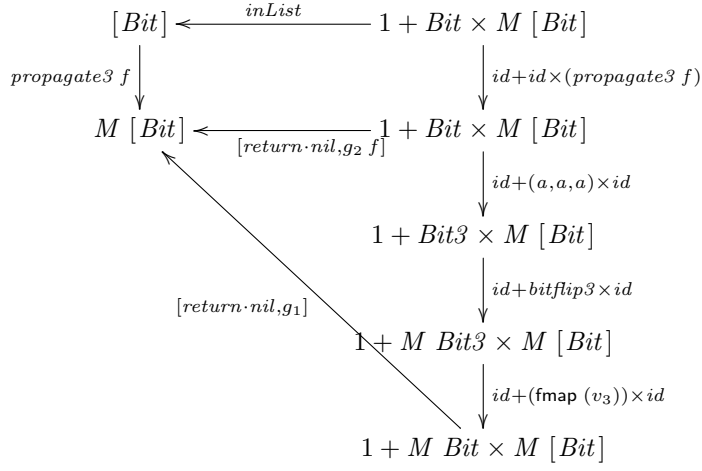 [Bit] inList 1 + Bit × M [Bit]
propagate3 f id+id×(propagate3 f)
M [Bit] [return·nil,g₂ f] 1 + Bit × M [Bit]
id+(a,a,a)×id
1 + Bit3 × M [Bit]
[return·nil,g₁] id+bitflip3×id
1 + M Bit3 × M [Bit]
id+(fmap (v₃))×id
1 + M Bit × M [Bit]